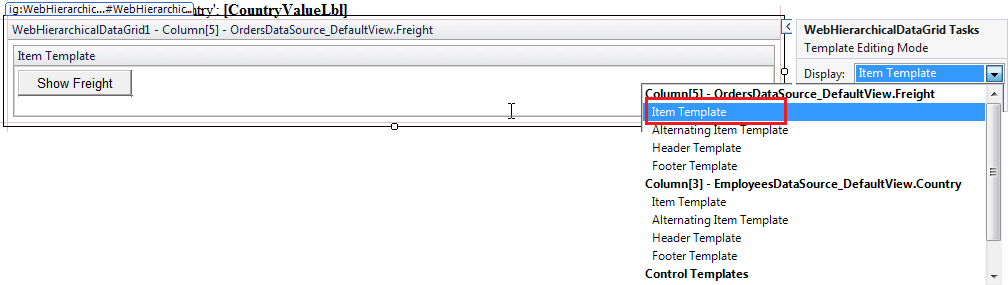 ig:WebHierarchic...#WebHierarchic...
ntry': [CountryValueLbl]
WebHierarchicalDataGrid1 - Column[5] - OrdersDataSource_DefaultView.Freight
Item Template
Show Freight
WebHierarchicalDataGrid Tasks
Template Editing Mode
Display: Item Template
Column[5] - OrdersDataSource_DefaultView.Freight
Item Template
Alternating Item Template
Header Template
Footer Template
Column[3] - EmployeesDataSource_DefaultView.Country
Item Template
Alternating Item Template
Header Template
Footer Template
Control Templates